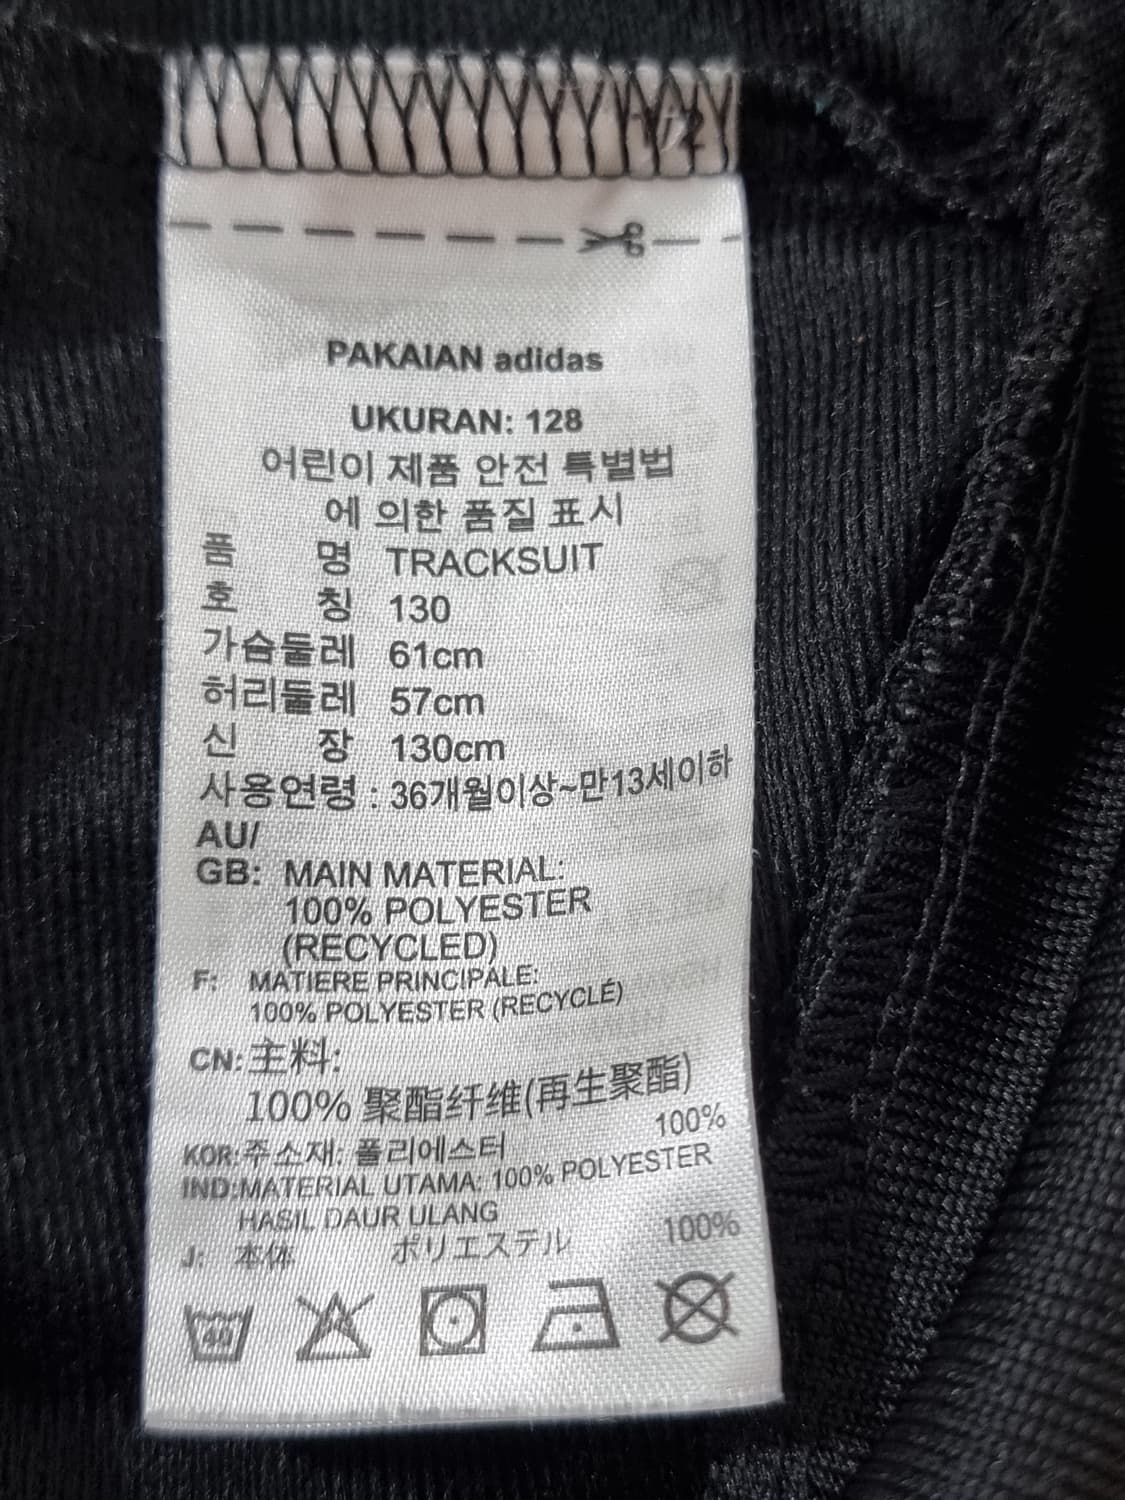 PAKAIAN adidas
UKURAN: 128
어린이 제품 안전 특별법
에 의한 품질 표시
품 명 TRACKSUIT
호 칭 130
가슴둘레 61cm
허리둘레 57cm
신 장 130cm
사용연령 : 36개월이상~만13세이하
AU/
GB: MAIN MATERIAL:
100% POLYESTER
(RECYCLED)
F: MATIERE PRINCIPALE:
100% POLYESTER (RECYCLÉ)
CN: 主料:
100% 聚酯纤维(再生聚酯)
KOR: 주소재: 폴리에스터 100%
IND: MATERIAL UTAMA: 100% POLYESTER
HASIL DAUR ULANG
J: 本体 ポリエステル 100%
40